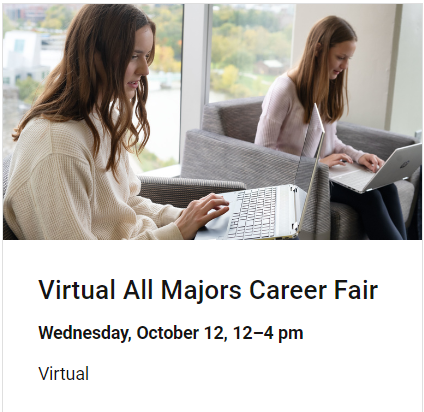 Virtual All Majors Career Fair
Wednesday, October 12, 12–4 pm
Virtual